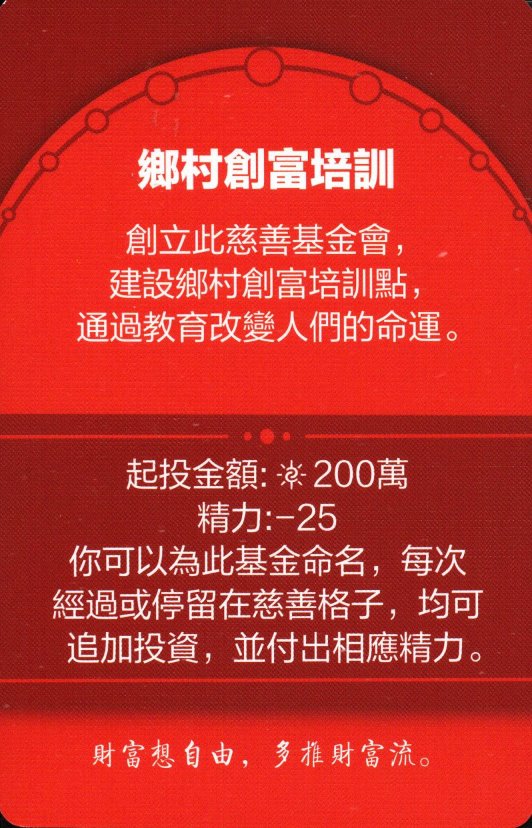 鄉村創富培訓
創立此慈善基金會，
建設鄉村創富培訓點，
通過教育改變人們的命運。
起投金額: 200萬
精力:-25
你可以為此基金命名，每次
經過或停留在慈善格子，均可
追加投資，並付出相應精力。
財富想自由，多推財富流。